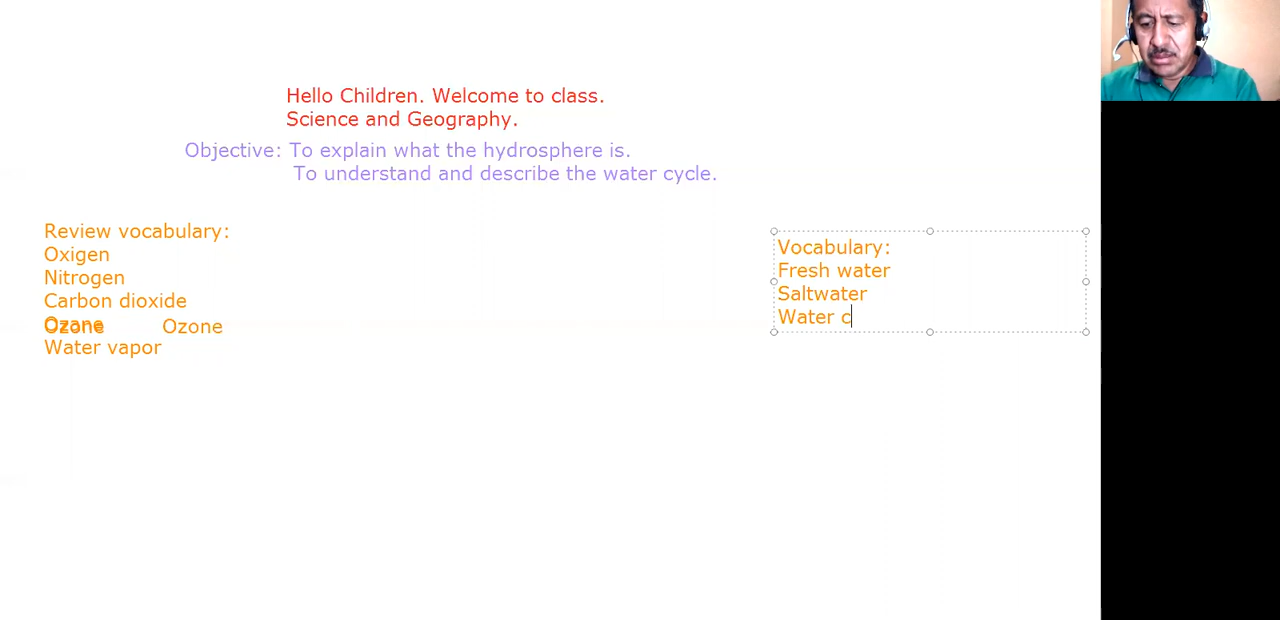 Hello Children. Welcome to class.
Science and Geography.
Objective: To explain what the hydrosphere is.
To understand and describe the water cycle.
Review vocabulary:
Oxigen
Nitrogen
Carbon dioxide
Ozone Ozone
Water vapor
Vocabulary:
Fresh water
Saltwater
Water c